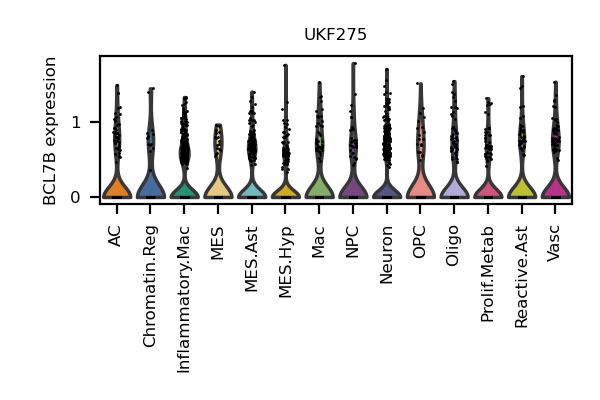 UKF275
BCL7B expression
1
0
AC
Chromatin.Reg
Inflammatory.Mac
MES
MES.Ast
MES.Hyp
Mac
NPC
Neuron
OPC
Oligo
Prolif.Metab
Reactive.Ast
Vasc